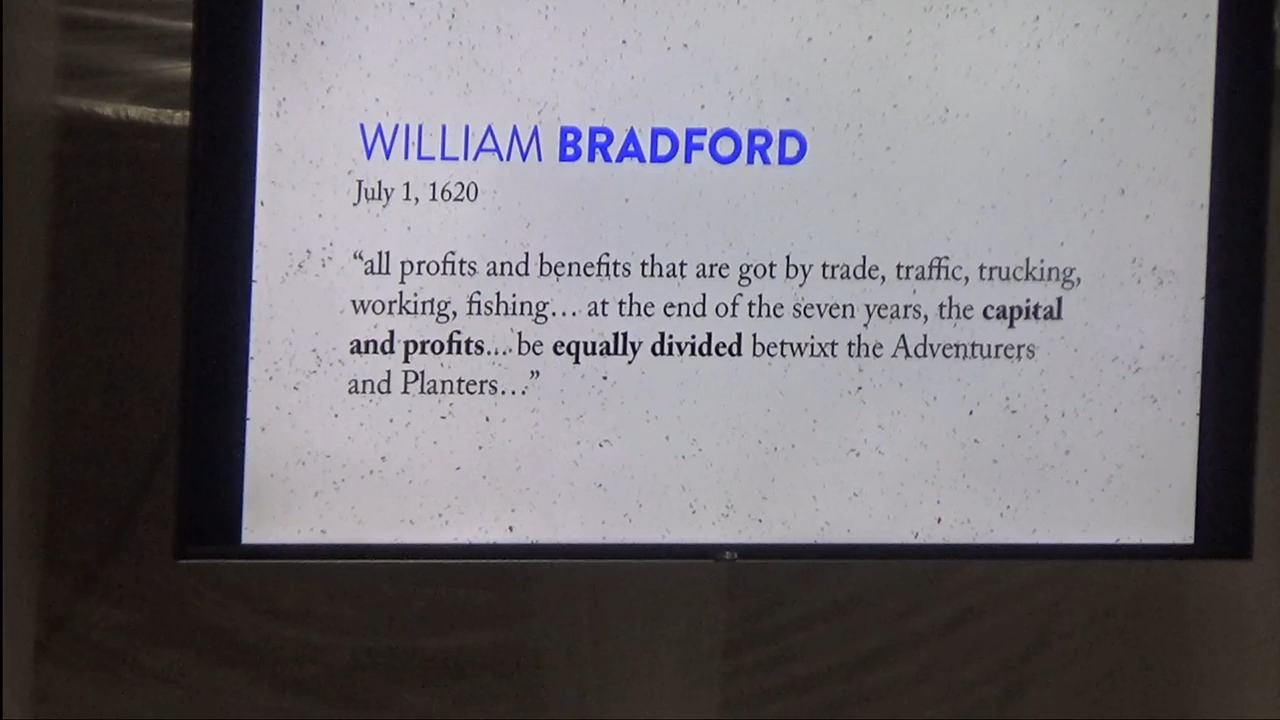 WILLIAM BRADFORD
July 1, 1620
“all profits and benefits that are got by trade, traffic, trucking,
working, fishing… at the end of the seven years, the capital
and profits… be equally divided betwixt the Adventurers
and Planters…”